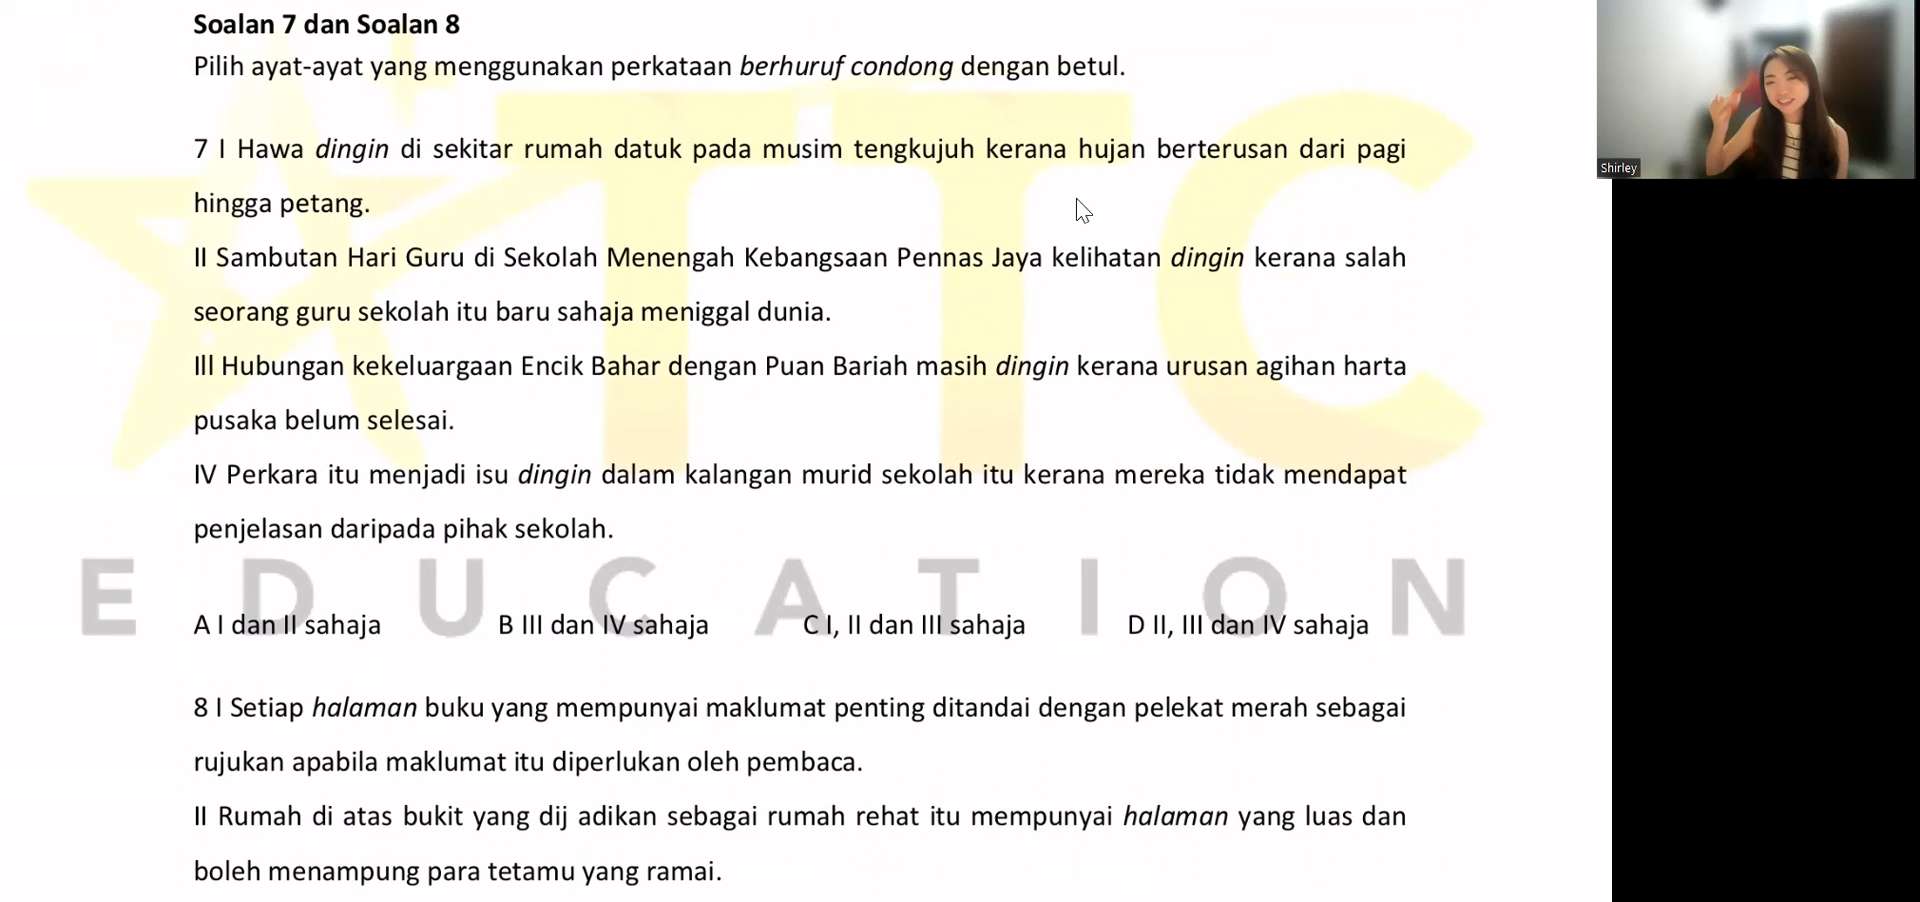 Soalan 7 dan Soalan 8
Pilih ayat-ayat yang menggunakan perkataan berhuruf condong dengan betul.
7 I Hawa dingin di sekitar rumah datuk pada musim tengkujuh kerana hujan berterusan dari pagi
hingga petang.
II Sambutan Hari Guru di Sekolah Menengah Kebangsaan Pennas Jaya kelihatan dingin kerana salah
seorang guru sekolah itu baru sahaja meniggal dunia.
Ill Hubungan kekeluargaan Encik Bahar dengan Puan Bariah masih dingin kerana urusan agihan harta
pusaka belum selesai.
IV Perkara itu menjadi isu dingin dalam kalangan murid sekolah itu kerana mereka tidak mendapat
penjelasan daripada pihak sekolah.
A I dan II sahaja B III dan IV sahaja C I, II dan III sahaja D II, III dan IV sahaja
8 I Setiap halaman buku yang mempunyai maklumat penting ditandai dengan pelekat merah sebagai
rujukan apabila maklumat itu diperlukan oleh pembaca.
II Rumah di atas bukit yang dij adikan sebagai rumah rehat itu mempunyai halaman yang luas dan
boleh menampung para tetamu yang ramai.
TTC
EDUCATION
Shirley